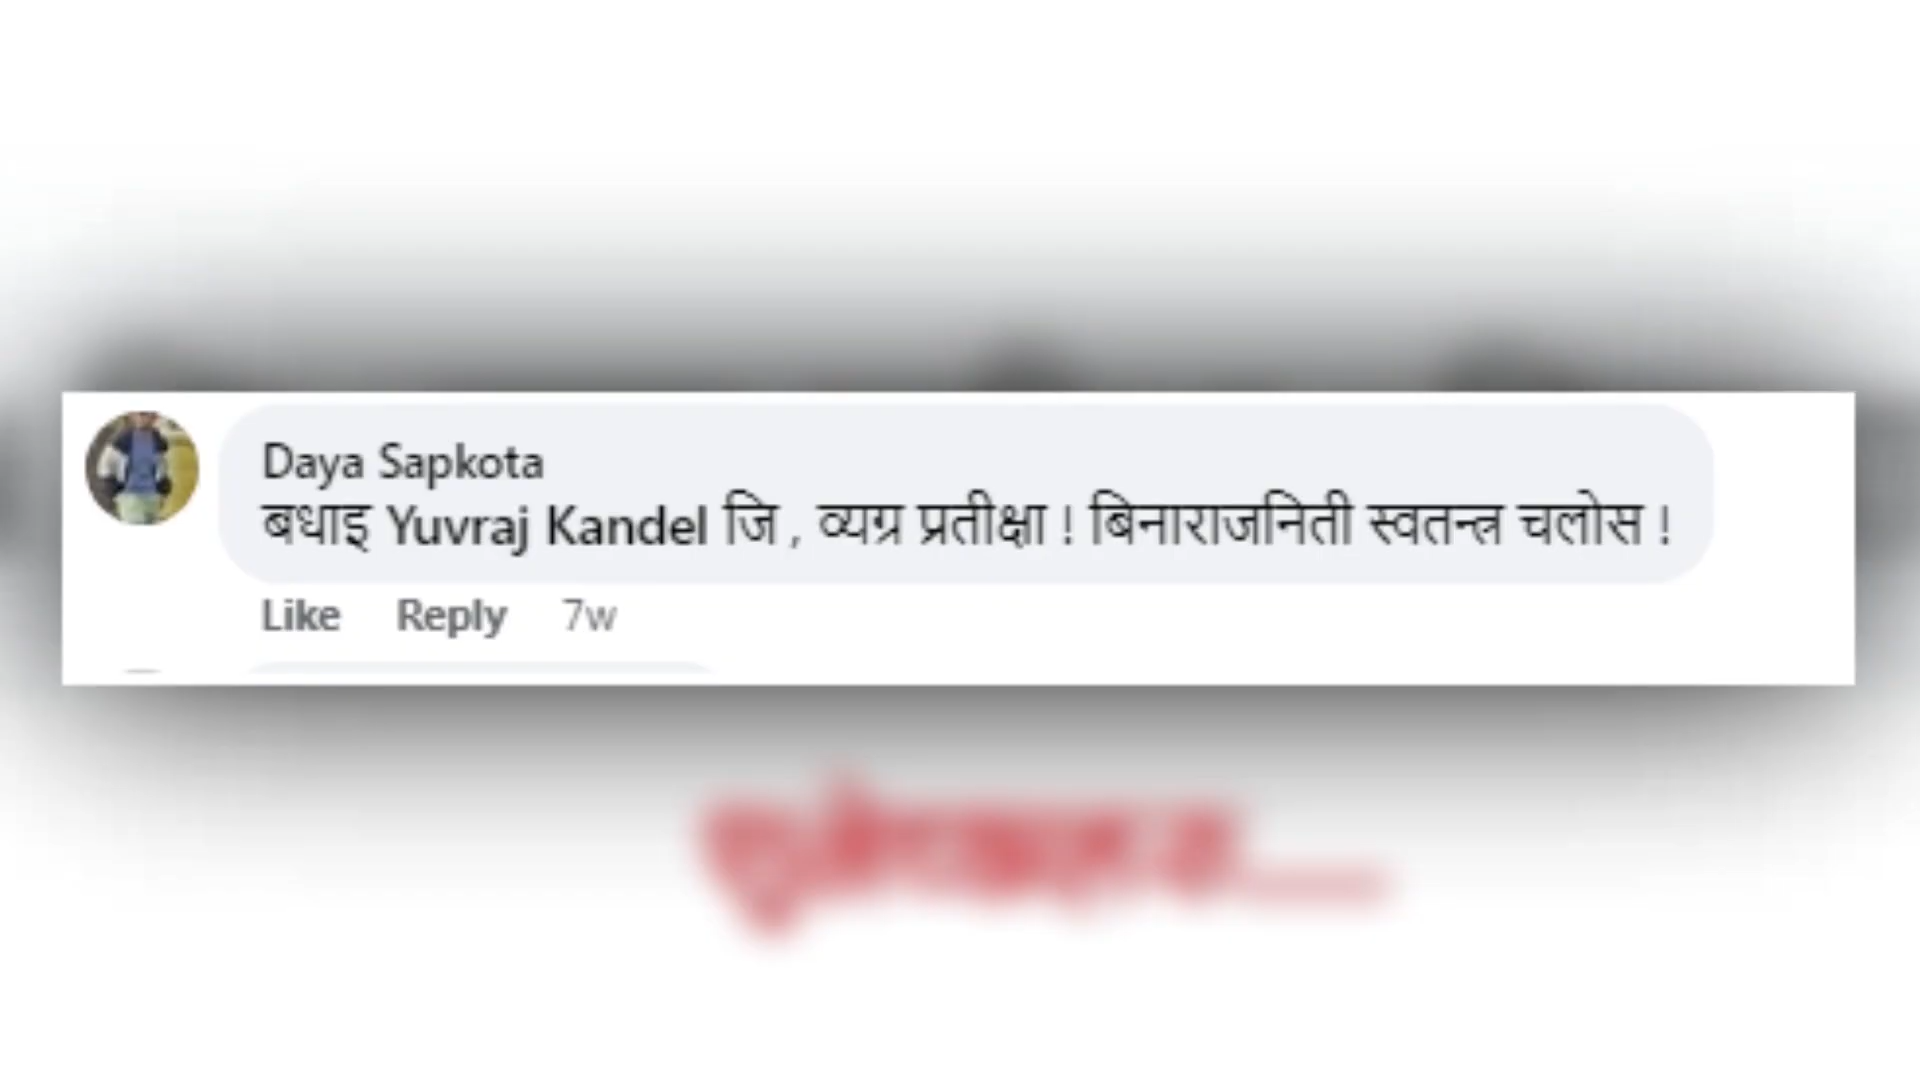 Daya Sapkota
बधाइ Yuvraj Kandel जि , व्यग्र प्रतीक्षा ! बिनाराजनिती स्वतन्त्र चलोस !
Like Reply 7w